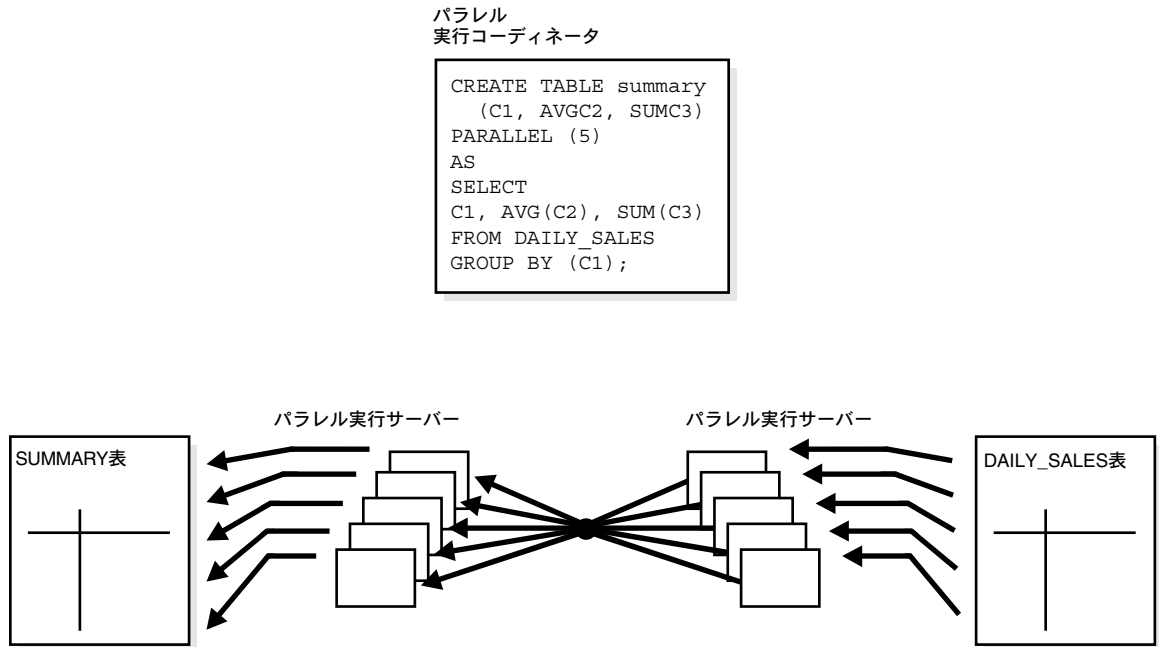 パラレル
実行コーディネータ
CREATE TABLE summary
(C1, AVGC2, SUMC3)
PARALLEL (5)
AS
SELECT
C1, AVG(C2), SUM(C3)
FROM DAILY_SALES
GROUP BY (C1);
パラレル実行サーバー
パラレル実行サーバー
SUMMARY表
DAILY_SALES表